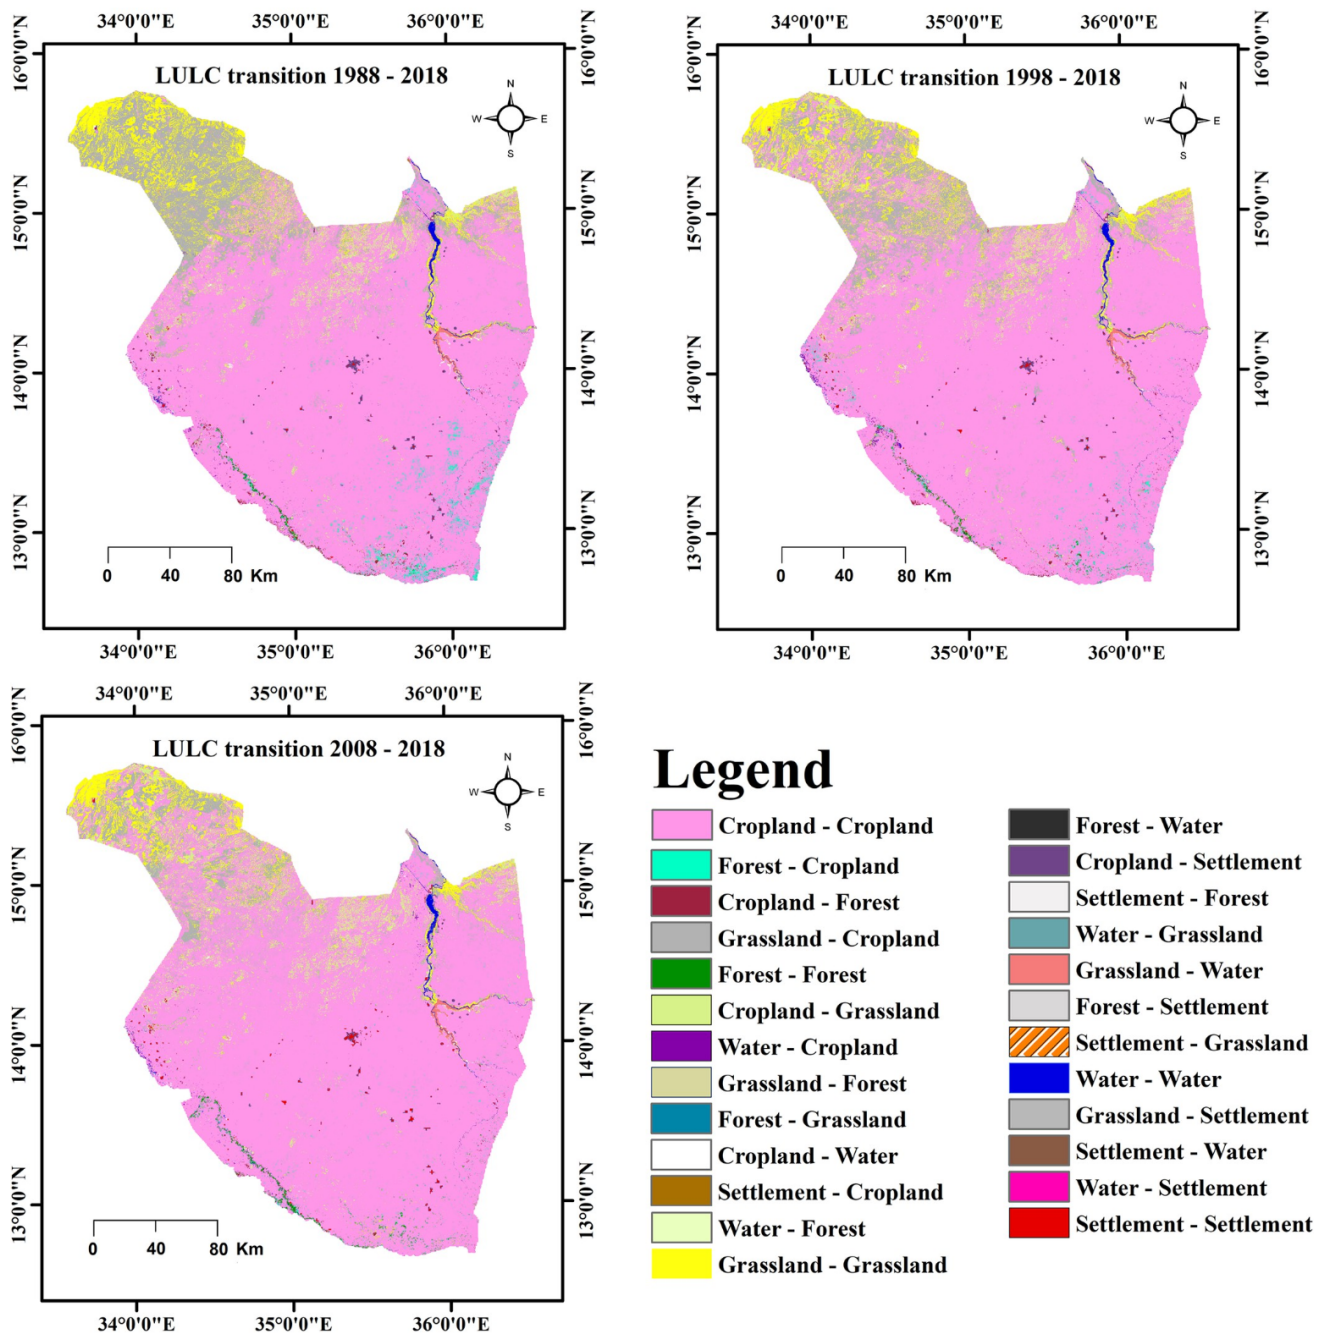 34°0'0"E 35°0'0"E 36°0'0"E
16°0'0"N 15°0'0"N 14°0'0"N 13°0'0"N
LULC transition 1988 - 2018
N
W E
S
16°0'0"N 15°0'0"N 14°0'0"N 13°0'0"N
0 40 80 Km
34°0'0"E 35°0'0"E 36°0'0"E
34°0'0"E 35°0'0"E 36°0'0"E
16°0'0"N 15°0'0"N 14°0'0"N 13°0'0"N
LULC transition 1998 - 2018
N
W E
S
16°0'0"N 15°0'0"N 14°0'0"N 13°0'0"N
0 40 80 Km
34°0'0"E 35°0'0"E 36°0'0"E
34°0'0"E 35°0'0"E 36°0'0"E
16°0'0"N 15°0'0"N 14°0'0"N 13°0'0"N
LULC transition 2008 - 2018
N
W E
S
16°0'0"N 15°0'0"N 14°0'0"N 13°0'0"N
0 40 80 Km
34°0'0"E 35°0'0"E 36°0'0"E
Legend
Cropland - Cropland
Forest - Cropland
Cropland - Forest
Grassland - Cropland
Forest - Forest
Cropland - Grassland
Water - Cropland
Grassland - Forest
Forest - Grassland
Cropland - Water
Settlement - Cropland
Water - Forest
Grassland - Grassland
Forest - Water
Cropland - Settlement
Settlement - Forest
Water - Grassland
Grassland - Water
Forest - Settlement
Settlement - Grassland
Water - Water
Grassland - Settlement
Settlement - Water
Water - Settlement
Settlement - Settlement